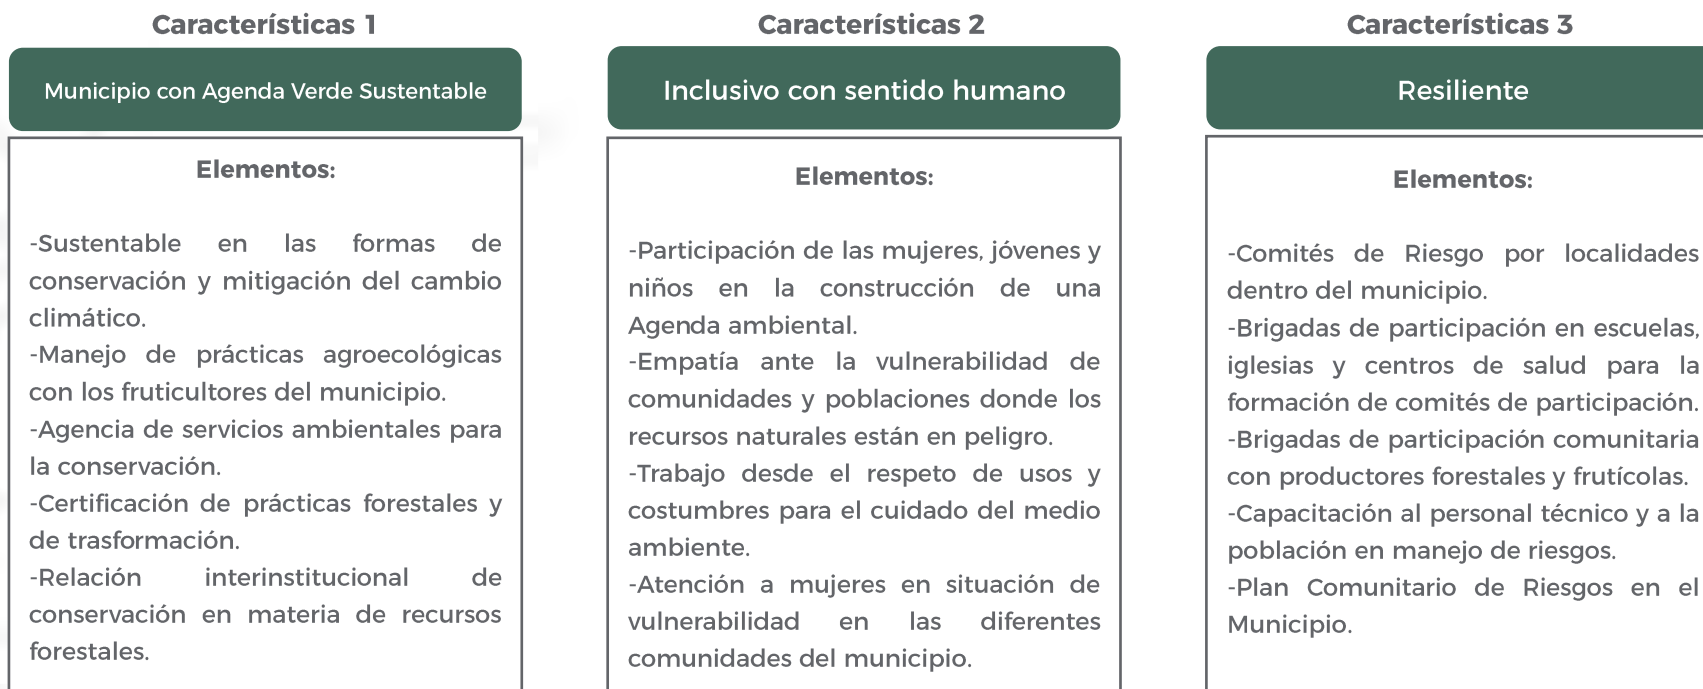 Características 1
Municipio con Agenda Verde Sustentable
Elementos:
-Sustentable en las formas de
conservación y mitigación del cambio
climático.
-Manejo de prácticas agroecológicas
con los fruticultores del municipio.
-Agencia de servicios ambientales para
la conservación.
-Certificación de prácticas forestales y
de trasformación.
-Relación interinstitucional de
conservación en materia de recursos
forestales.
Características 2
Inclusivo con sentido humano
Elementos:
-Participación de las mujeres, jóvenes y
niños en la construcción de una
Agenda ambiental.
-Empatía ante la vulnerabilidad de
comunidades y poblaciones donde los
recursos naturales están en peligro.
-Trabajo desde el respeto de usos y
costumbres para el cuidado del medio
ambiente.
-Atención a mujeres en situación de
vulnerabilidad en las diferentes
comunidades del municipio.
Características 3
Resiliente
Elementos:
-Comités de Riesgo por localidades
dentro del municipio.
-Brigadas de participación en escuelas,
iglesias y centros de salud para la
formación de comités de participación.
-Brigadas de participación comunitaria
con productores forestales y frutícolas.
-Capacitación al personal técnico y a la
población en manejo de riesgos.
-Plan Comunitario de Riesgos en el
Municipio.